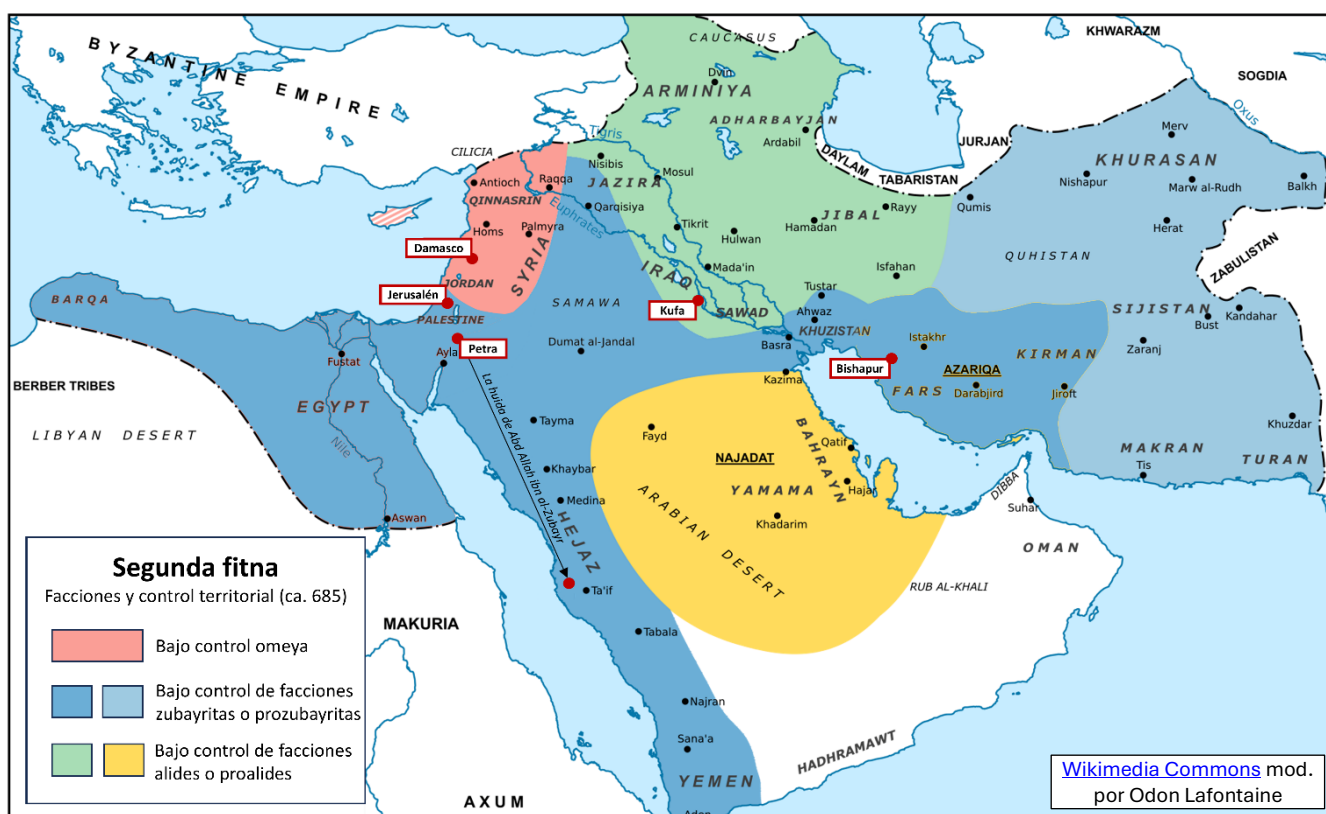 BYZANTINE EMPIRE
CAUCASUS
KHWARAZM
SOGDIA
Oxus
Dvin
ARMINIYA
ADHARBAYJAN
Ardabil
Tigris
CILICIA
DAYLAM
JURJAN
TABARISTAN
Merv
KHURASAN
Nishapur
Marw al-Rudh
Balkh
Nisibis
Mosul
JAZIRA
Antioch
Raqqa
QINNASRIN
Qarqisiya
Euphrates
Rayy
Qumis
JIBAL
Hamadan
Homs
Palmyra
Tikrit
Hulwan
Herat
Damasco
SYRIA
IRAQ
Mada'in
Isfahan
QUHISTAN
ZABULISTAN
JORDAN
Jerusalén
BARQA
SAMAWA
Kufa
SAWAD
Tustar
Ahwaz
KHUZISTAN
SIJISTAN
Bust
Kandahar
PALESTINE
Petra
Ayla
Dumat al-Jandal
Basra
Istakhr
KIRMAN
Zaranj
Fustat
Kazima
Bishapur
AZARIQA
FARS
Darabjird
Jiroft
BERBER TRIBES
EGYPT
LIBYAN DESERT
Nile
La huida de Abd Allah ibn al-Zubayr
Tayma
Fayd
BAHRAYN
Qatif
Khuzdar
MAKRAN
TURAN
Tis
Khaybar
NAJADAT
YAMAMA
Hajar
DIBBA
Suhar
Medina
HEJAZ
ARABIAN DESERT
Khadarim
Aswan
OMAN
Ta'if
RUB AL-KHALI
MAKURIA
Tabala
Najran
Sana'a
HADHRAMAWT
YEMEN
AXUM
Aden
Segunda fitna
Facciones y control territorial (ca. 685)
Bajo control omeya
Bajo control de facciones
zubayritas o prozubayritas
Bajo control de facciones
alides o proalides
Wikimedia Commons mod.
por Odon Lafontaine